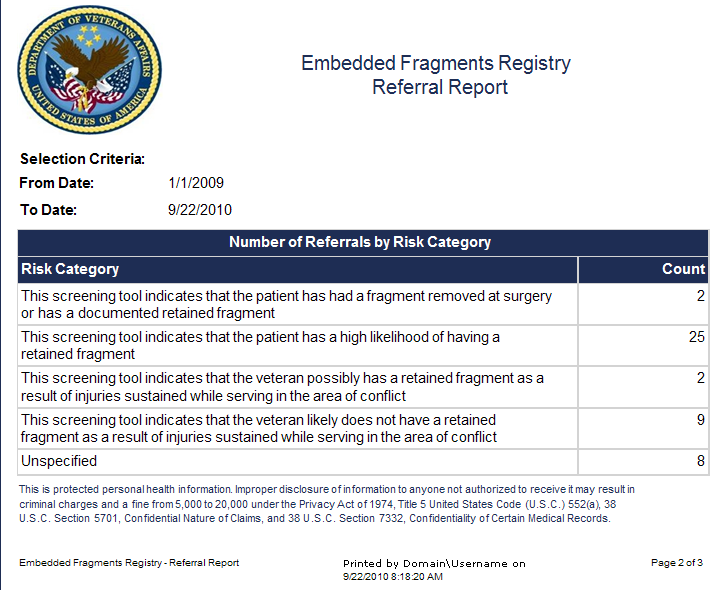 DEPARTMENT OF VETERANS AFFAIRS
UNITED STATES OF AMERICA
Embedded Fragments Registry
Referral Report
Selection Criteria:
From Date: 1/1/2009
To Date: 9/22/2010
Number of Referrals by Risk Category
Risk Category Count
This screening tool indicates that the patient has had a fragment removed at surgery 2
or has a documented retained fragment
This screening tool indicates that the patient has a high likelihood of having a 25
retained fragment
This screening tool indicates that the veteran possibly has a retained fragment as a 2
result of injuries sustained while serving in the area of conflict
This screening tool indicates that the veteran likely does not have a retained 9
fragment as a result of injuries sustained while serving in the area of conflict
Unspecified 8
This is protected personal health information. Improper disclosure of information to anyone not authorized to receive it may result in
criminal charges and a fine from 5,000 to 20,000 under the Privacy Act of 1974, Title 5 United States Code (U.S.C.) 552(a), 38
U.S.C. Section 5701, Confidential Nature of Claims, and 38 U.S.C. Section 7332, Confidentiality of Certain Medical Records.
Embedded Fragments Registry - Referral Report Printed by Domain\Username on Page 2 of 3
9/22/2010 8:18:20 AM